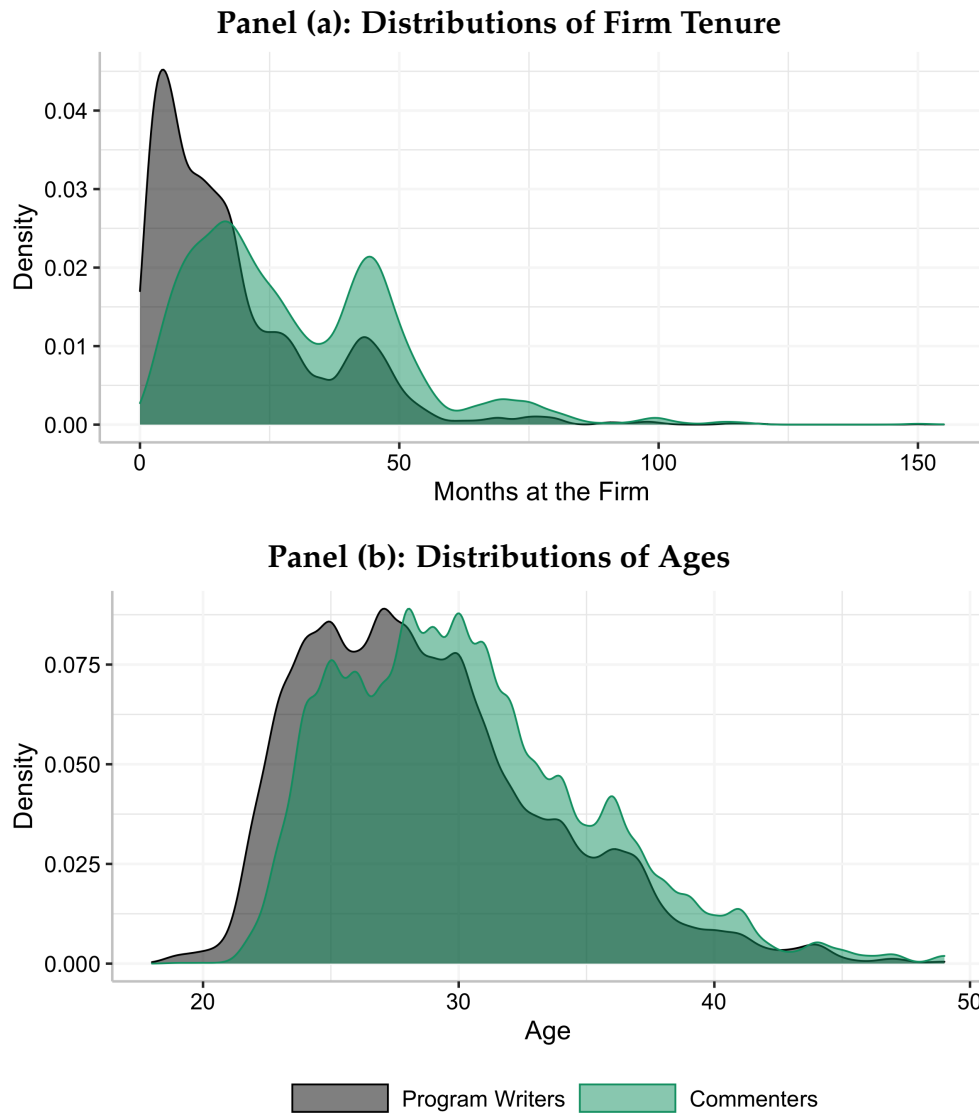 Panel (a): Distributions of Firm Tenure
0.04
0.03
0.02
0.01
0.00
Density
0 50 100 150
Months at the Firm
Panel (b): Distributions of Ages
0.075
0.050
0.025
0.000
Density
20 30 40 50
Age
Program Writers Commenters